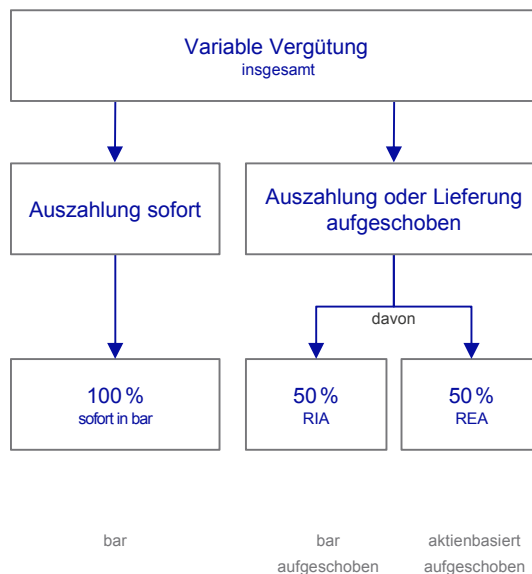 Variable Vergütung
insgesamt
Auszahlung sofort
Auszahlung oder Lieferung
aufgeschoben
davon
100 %
sofort in bar
50 %
RIA
50 %
REA
bar
bar
aufgeschoben
aktienbasiert
aufgeschoben